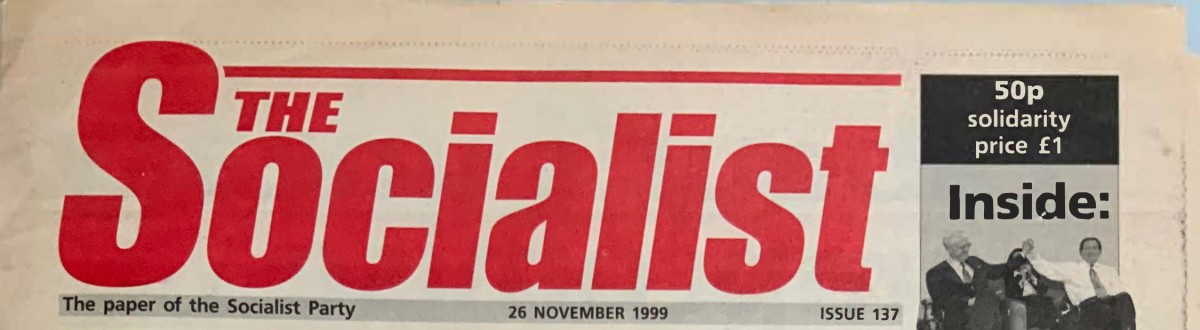 THE
Socialist
The paper of the Socialist Party 26 NOVEMBER 1999 ISSUE 137
50p
solidarity
price £1
Inside: